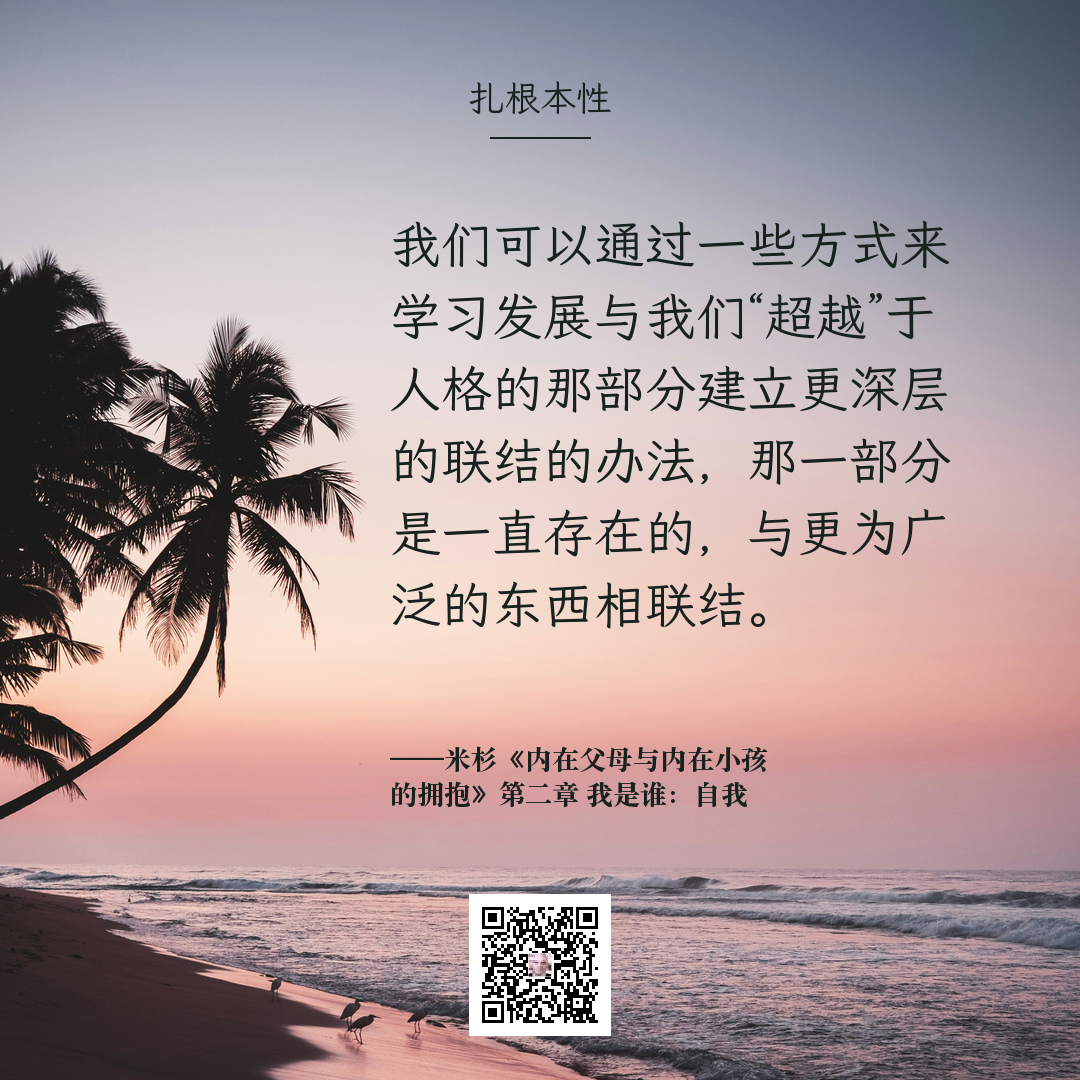 扎根本性
我们可以通过一些方式来
学习发展与我们“超越”于
人格的那部分建立更深层
的联结的办法，那一部分
是一直存在的，与更为广
泛的东西相联结。
——米杉《内在父母与内在小孩
的拥抱》第二章 我是谁：自我